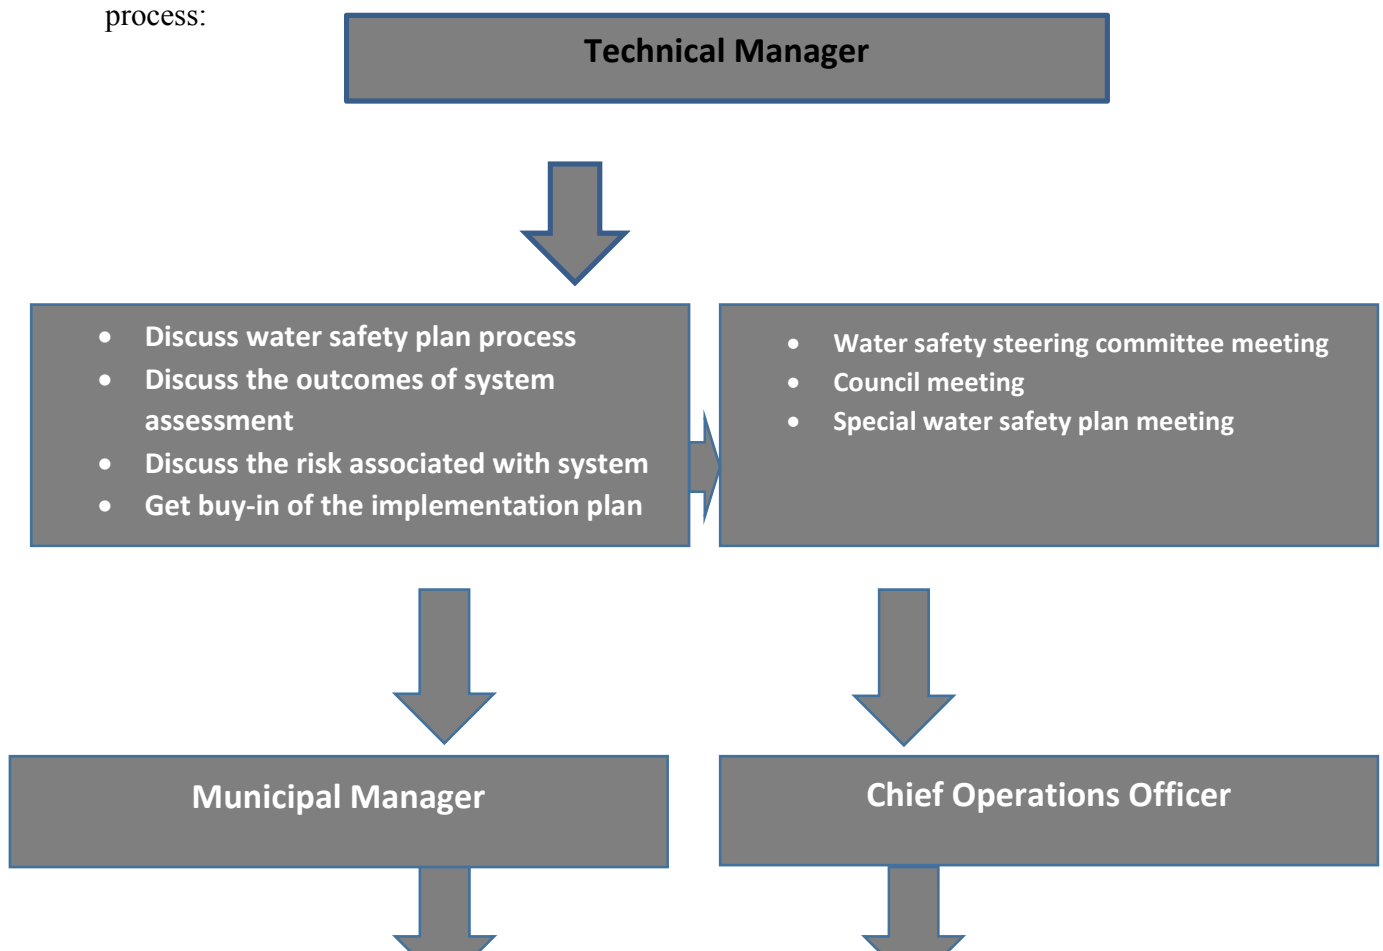 process:
Technical Manager
• Discuss water safety plan process
• Discuss the outcomes of system
assessment
• Discuss the risk associated with system
• Get buy-in of the implementation plan
• Water safety steering committee meeting
• Council meeting
• Special water safety plan meeting
Municipal Manager
Chief Operations Officer